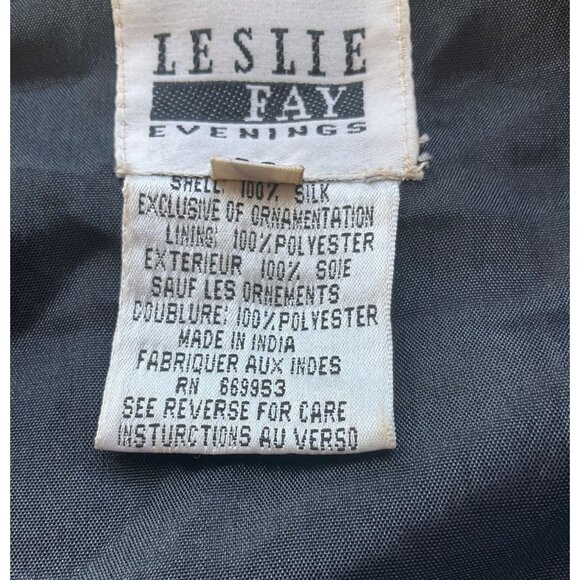 LESLIE
FAY
EVENINGS
SHELL: 100% SILK
EXCLUSIVE OF ORNAMENTATION
LINING: 100%POLYESTER
EXTERIEUR 100% SOIE
SAUF LES ORNEMENTS
DOUBLURE: 100%POLYESTER
MADE IN INDIA
FABRIQUER AUX INDES
RN 669953
SEE REVERSE FOR CARE
INSTURCTIONS AU VERSO